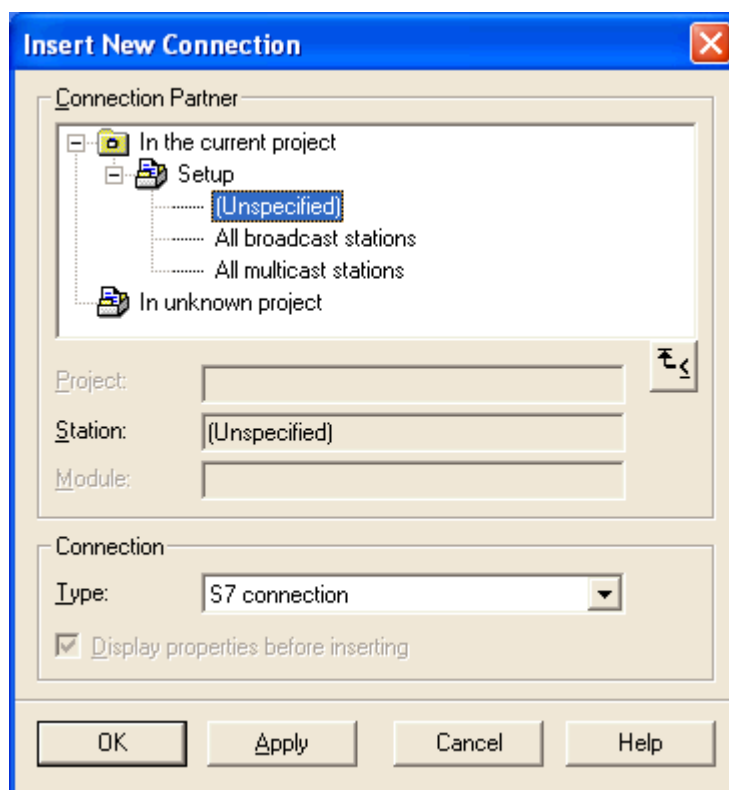 Insert New Connection
Connection Partner
In the current project
Setup
(Unspecified)
All broadcast stations
All multicast stations
In unknown project
Project:
Station: (Unspecified)
Module:
Connection
Type: S7 connection
Display properties before inserting
OK Apply Cancel Help